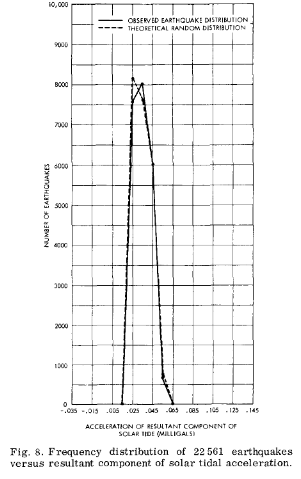 10,000
OBSERVED EARTHQUAKE DISTRIBUTION
THEORETICAL RANDOM DISTRIBUTION
9000
8000
7000
6000
5000
4000
3000
2000
1000
0
NUMBER OF EARTHQUAKES
-.035 -.015 .005 .025 .045 .065 .085 .105 .125 .145
ACCELERATION OF RESULTANT COMPONENT OF
SOLAR TIDE (MILLIGALS)
Fig. 8. Frequency distribution of 22 561 earthquakes
versus resultant component of solar tidal acceleration.